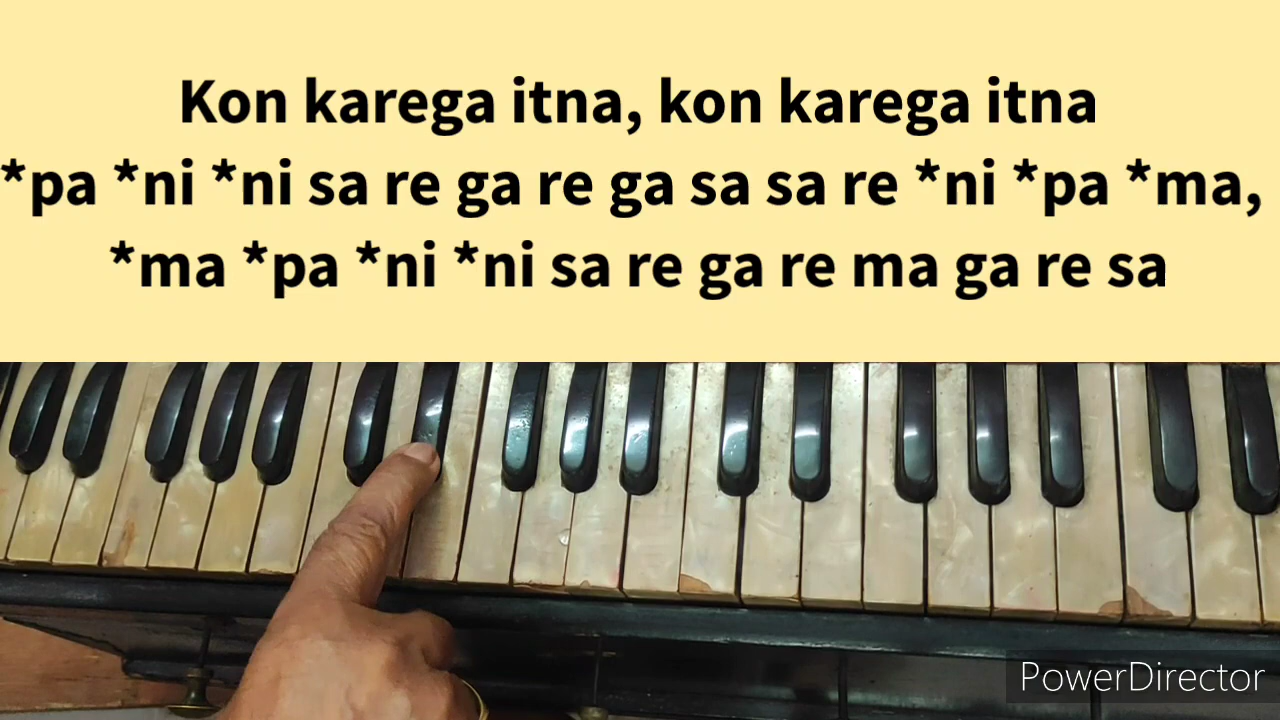 Kon karega itna, kon karega itna
*pa *ni *ni sa re ga re ga sa sa re *ni *pa *ma,
*ma *pa *ni *ni sa re ga re ma ga re sa
PowerDirector